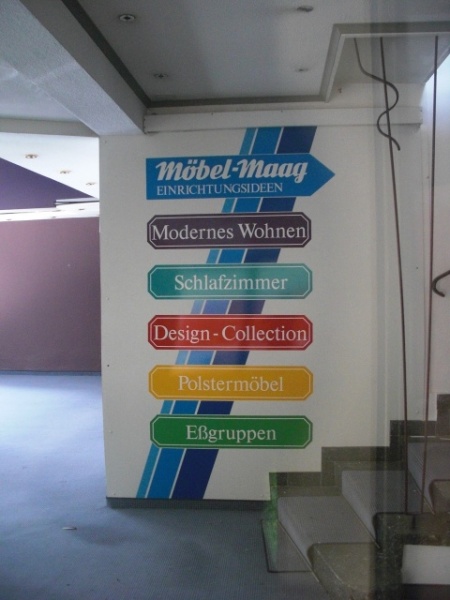 Möbel-Maag
EINRICHTUNGSIDEEN
Modernes Wohnen
Schlafzimmer
Design-Collection
Polstermöbel
Eßgruppen